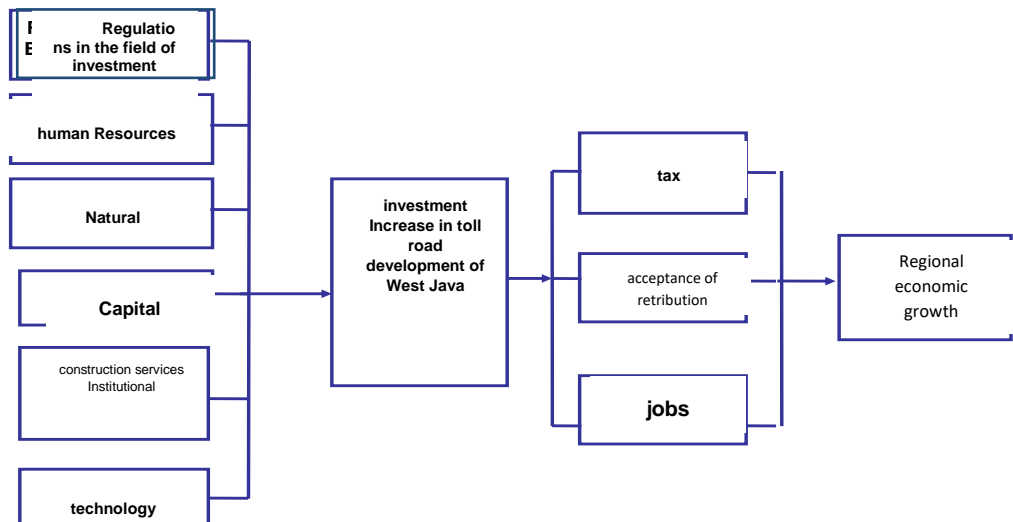 Regulatio
ns in the field of
investment
human Resources
Natural
Capital
construction services
Institutional
technology
investment
Increase in toll
road
development of
West Java
tax
acceptance of
retribution
jobs
Regional
economic
growth